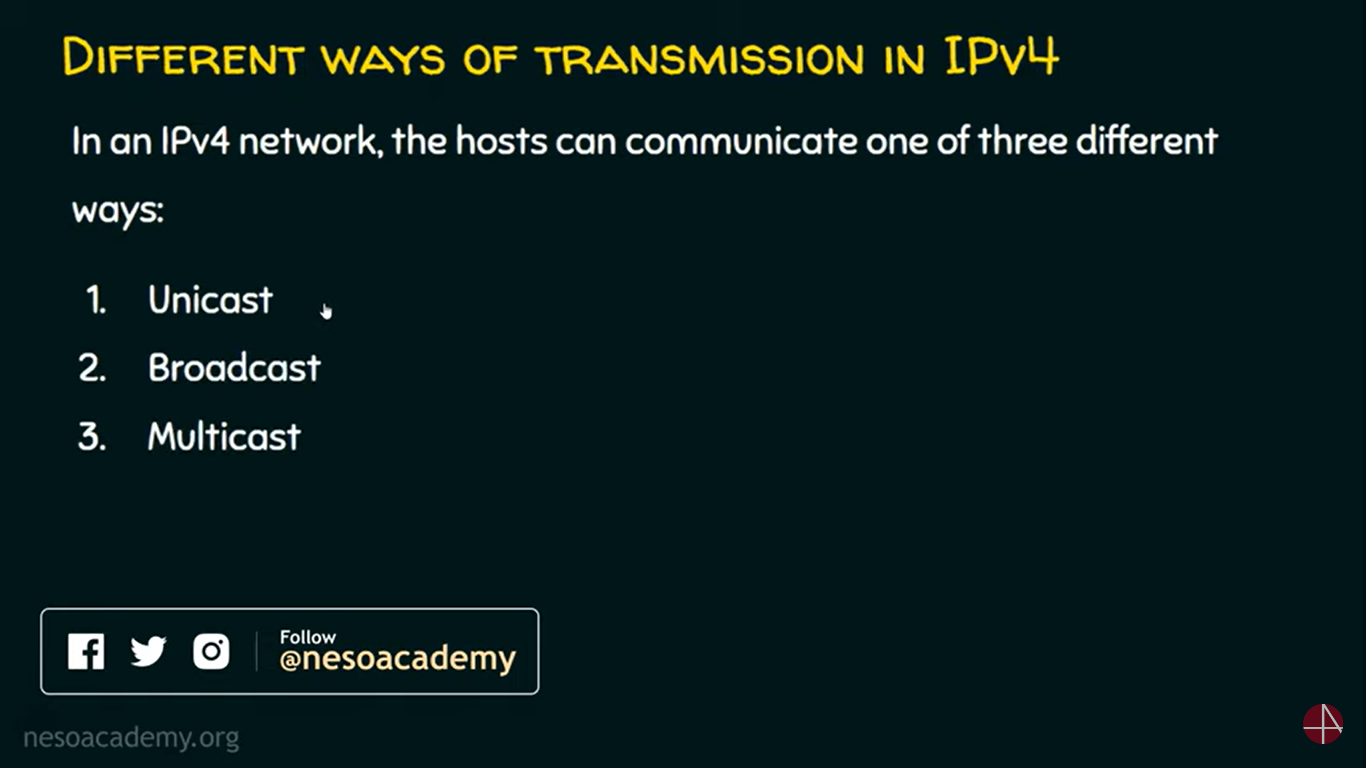 Different ways of transmission in IPv4
In an IPv4 network, the hosts can communicate one of three different
ways:
1. Unicast
2. Broadcast
3. Multicast
Follow
@nesoacademy
nesoacademy.org